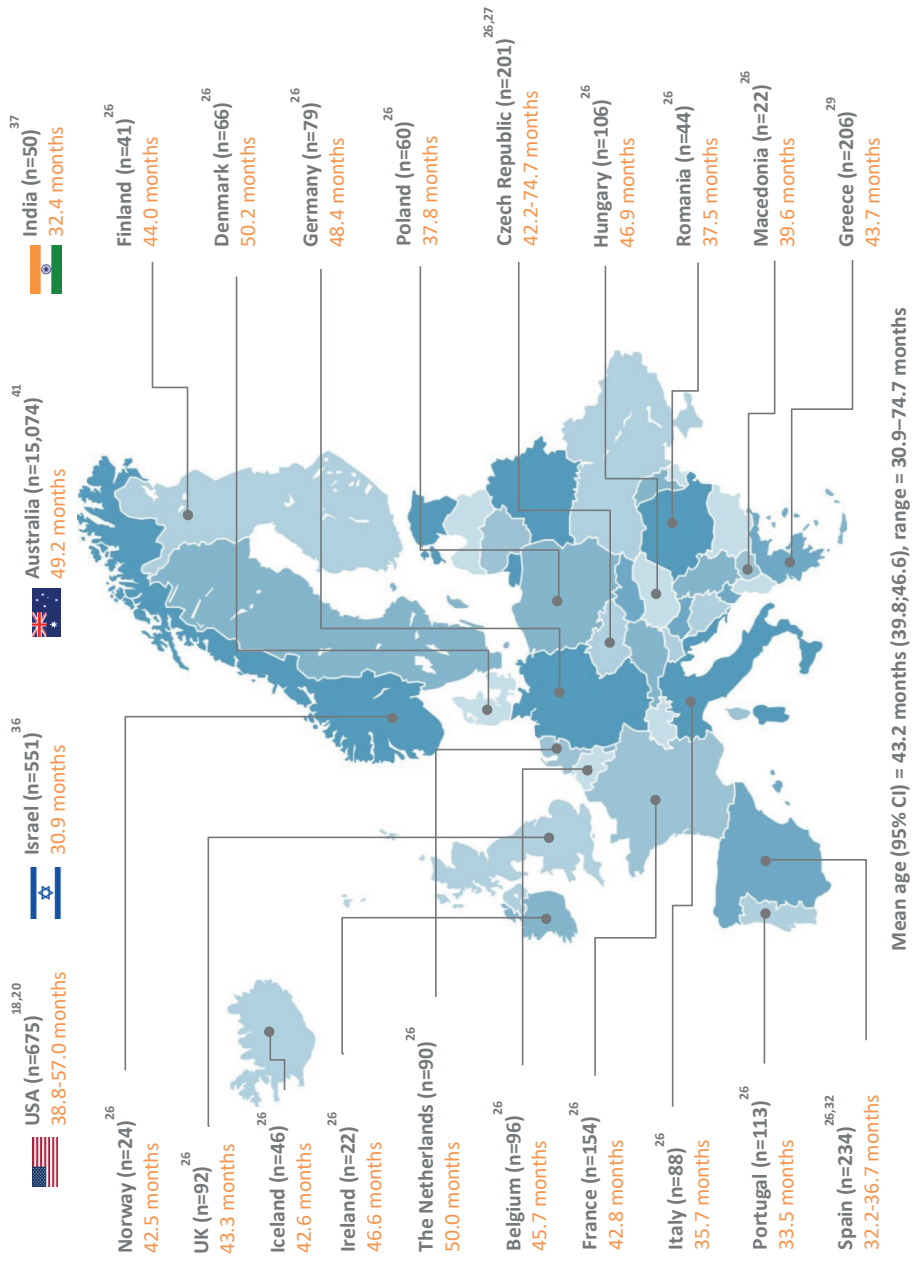 USA (n=675) 18,20
38.8-57.0 months
Israel (n=551) 36
30.9 months
Australia (n=15,074) 41
49.2 months
India (n=50) 37
32.4 months
Norway (n=24) 26
42.5 months
UK (n=92) 26
43.3 months
Iceland (n=46) 26
42.6 months
Ireland (n=22) 26
46.6 months
The Netherlands (n=90) 26
50.0 months
Belgium (n=96) 26
45.7 months
France (n=154) 26
42.8 months
Italy (n=88) 26
35.7 months
Portugal (n=113) 26
33.5 months
Spain (n=234) 26,32
32.2-36.7 months
Finland (n=41) 26
44.0 months
Denmark (n=66) 26
50.2 months
Germany (n=79) 26
48.4 months
Poland (n=60) 26
37.8 months
Czech Republic (n=201) 26,27
42.2-74.7 months
Hungary (n=106) 26
46.9 months
Romania (n=44) 26
37.5 months
Macedonia (n=22) 26
39.6 months
Greece (n=206) 29
43.7 months
Mean age (95% CI) = 43.2 months (39.8;46.6), range = 30.9–74.7 months